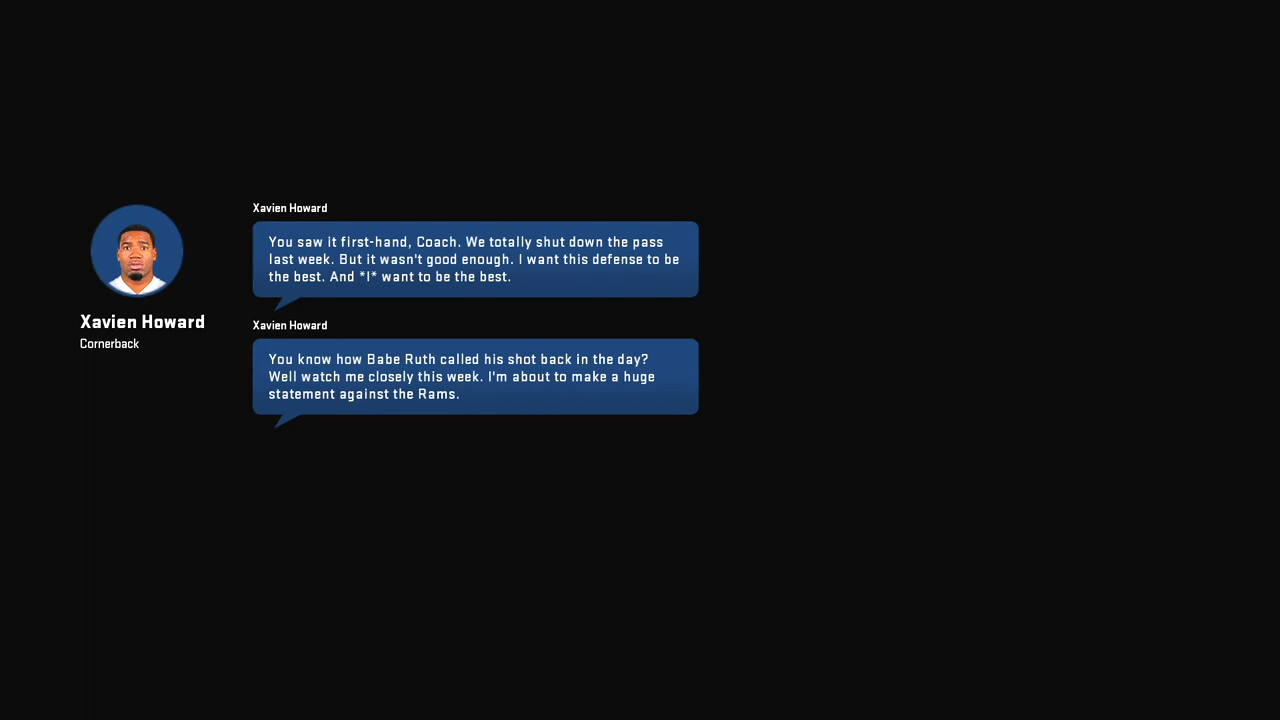 Xavien Howard
You saw it first-hand, Coach. We totally shut down the pass
last week. But it wasn't good enough. I want this defense to be
the best. And *I* want to be the best.
Xavien Howard
Cornerback
Xavien Howard
You know how Babe Ruth called his shot back in the day?
Well watch me closely this week. I'm about to make a huge
statement against the Rams.